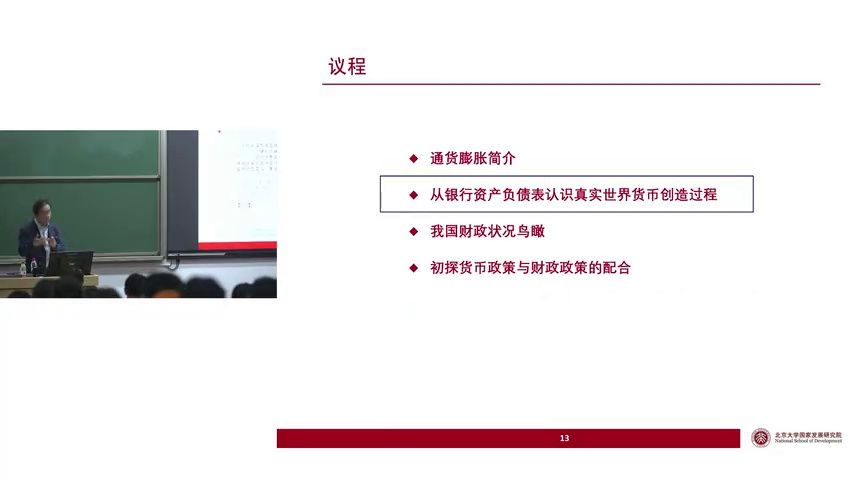 议程
通货膨胀简介
从银行资产负债表认识真实世界货币创造过程
我国财政状况鸟瞰
初探货币政策与财政政策的配合
13
北京大学国家发展研究院
National School of Development